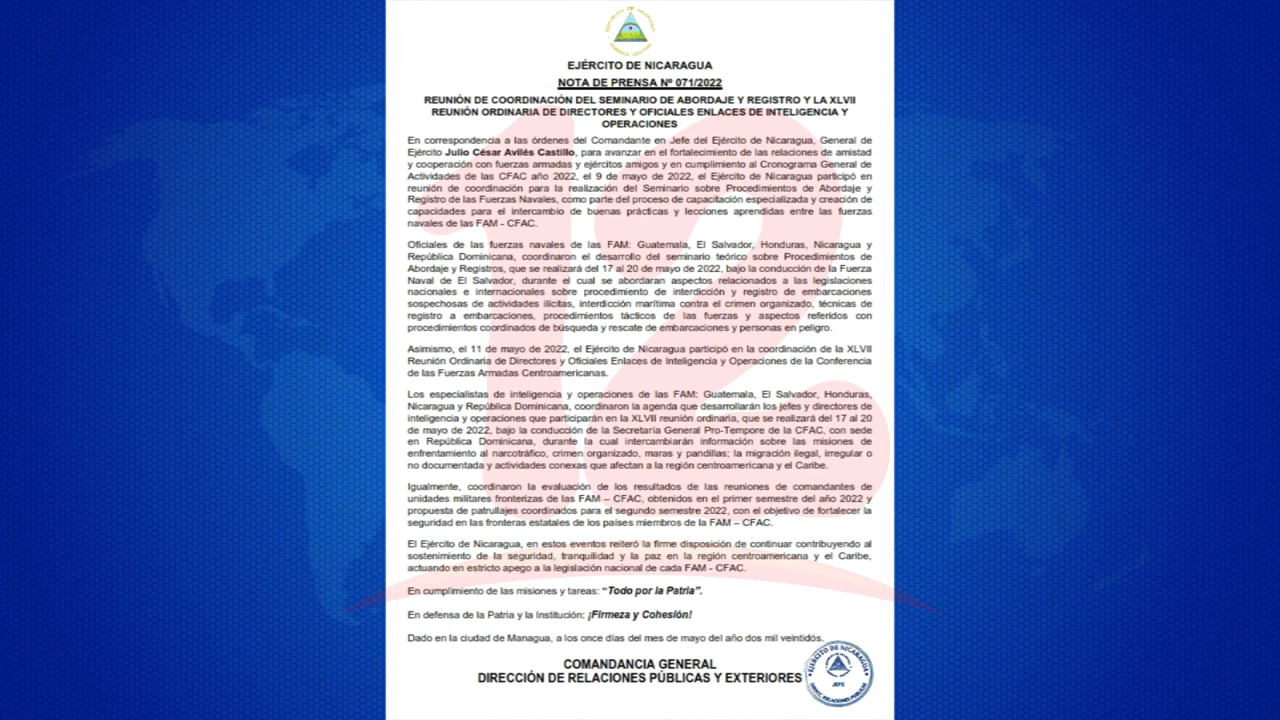 EJÉRCITO DE NICARAGUA
NOTA DE PRENSA Nº 071/2022
REUNIÓN DE COORDINACIÓN DEL SEMINARIO DE ABORDAJE Y REGISTRO Y LA XLVII
REUNIÓN ORDINARIA DE DIRECTORES Y OFICIALES ENLACES DE INTELIGENCIA Y
OPERACIONES
En correspondencia a las órdenes del Comandante en Jefe del Ejército de Nicaragua, General de
Ejército Julio César Avilés Castillo, para avanzar en el fortalecimiento de las relaciones de amistad
y cooperación con fuerzas armadas y ejércitos amigos y en cumplimiento al Cronograma General de
Actividades de las CFAC año 2022, el 9 de mayo de 2022, el Ejército de Nicaragua participó en
reunión de coordinación para la realización del Seminario sobre Procedimientos de Abordaje y
Registro de las Fuerzas Navales, como parte del proceso de capacitación especializada y creación de
capacidades para el intercambio de buenas prácticas y lecciones aprendidas entre las fuerzas
navales de las FAM - CFAC.
Oficiales de las fuerzas navales de las FAM: Guatemala, El Salvador, Honduras, Nicaragua y
República Dominicana, coordinaron el desarrollo del seminario teórico sobre Procedimientos de
Abordaje y Registros, que se realizará del 17 al 20 de mayo de 2022, bajo la conducción de la Fuerza
Naval de El Salvador, durante el cual se abordaran aspectos relacionados a las legislaciones
nacionales e internacionales sobre procedimiento de interdicción y registro de embarcaciones
sospechosas de actividades ilícitas, interdicción marítima contra el crimen organizado, técnicas de
registro a embarcaciones, procedimientos tácticos de las fuerzas y aspectos referidos con
procedimientos coordinados de búsqueda y rescate de embarcaciones y personas en peligro.
Asimismo, el 11 de mayo de 2022, el Ejército de Nicaragua participó en la coordinación de la XLVII
Reunión Ordinaria de Directores y Oficiales Enlaces de Inteligencia y Operaciones de la Conferencia
de las Fuerzas Armadas Centroamericanas.
Los especialistas de inteligencia y operaciones de las FAM: Guatemala, El Salvador, Honduras,
Nicaragua y República Dominicana, coordinaron la agenda que desarrollarán los jefes y directores de
inteligencia y operaciones que participarán en la XLVII reunión ordinaria, que se realizará del 17 al 20
de mayo de 2022, bajo la conducción de la Secretaría General Pro-Tempore de la CFAC, con sede
en República Dominicana, durante la cual intercambiarán información sobre las misiones de
enfrentamiento al narcotráfico, crimen organizado, maras y pandillas; la migración ilegal, irregular o
no documentada y actividades conexas que afectan a la región centroamericana y el Caribe.
Igualmente, coordinaron la evaluación de los resultados de las reuniones de comandantes de
unidades militares fronterizas de las FAM – CFAC, obtenidos en el primer semestre del año 2022 y
propuesta de patrullajes coordinados para el segundo semestre 2022, con el objetivo de fortalecer la
seguridad en las fronteras estatales de los países miembros de la FAM – CFAC.
El Ejército de Nicaragua, en estos eventos reiteró la firme disposición de continuar contribuyendo al
sostenimiento de la seguridad, tranquilidad y la paz en la región centroamericana y el Caribe,
actuando en estricto apego a la legislación nacional de cada FAM - CFAC.
En cumplimiento de las misiones y tareas: “Todo por la Patria”.
En defensa de la Patria y la Institución: ¡Firmeza y Cohesión!
Dado en la ciudad de Managua, a los once días del mes de mayo del año dos mil veintidós.
COMANDANCIA GENERAL
DIRECCIÓN DE RELACIONES PÚBLICAS Y EXTERIORES
EJÉRCITO DE NICARAGUA
JEFE
12